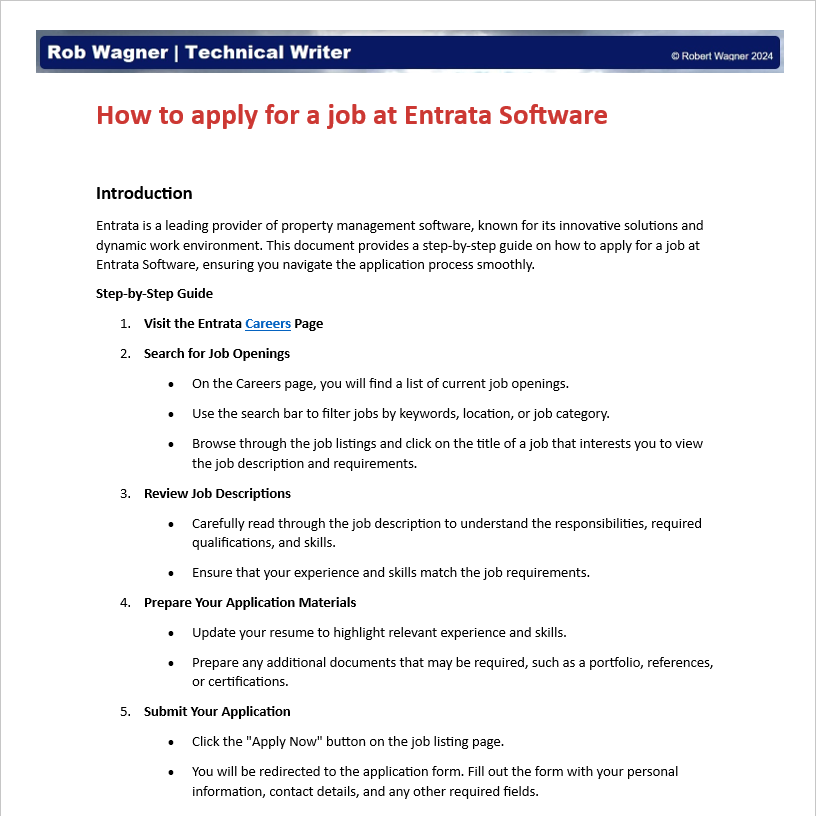 Rob Wagner | Technical Writer
© Robert Wagner 2024
How to apply for a job at Entrata Software
Introduction
Entrata is a leading provider of property management software, known for its innovative solutions and
dynamic work environment. This document provides a step-by-step guide on how to apply for a job at
Entrata Software, ensuring you navigate the application process smoothly.
Step-by-Step Guide
1. Visit the Entrata Careers Page
2. Search for Job Openings
• On the Careers page, you will find a list of current job openings.
• Use the search bar to filter jobs by keywords, location, or job category.
• Browse through the job listings and click on the title of a job that interests you to view
the job description and requirements.
3. Review Job Descriptions
• Carefully read through the job description to understand the responsibilities, required
qualifications, and skills.
• Ensure that your experience and skills match the job requirements.
4. Prepare Your Application Materials
• Update your resume to highlight relevant experience and skills.
• Prepare any additional documents that may be required, such as a portfolio, references,
or certifications.
5. Submit Your Application
• Click the "Apply Now" button on the job listing page.
• You will be redirected to the application form. Fill out the form with your personal
information, contact details, and any other required fields.